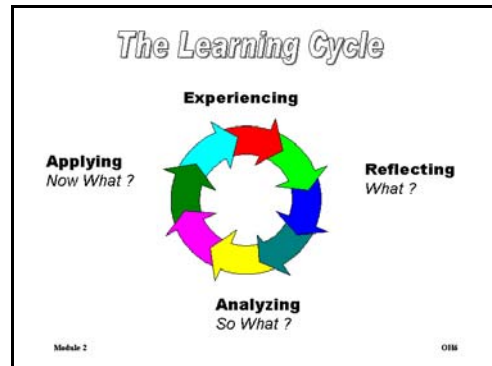 The Learning Cycle
Experiencing
Applying
Now What ?
Reflecting
What ?
Analyzing
So What ?
Module 2
OH6